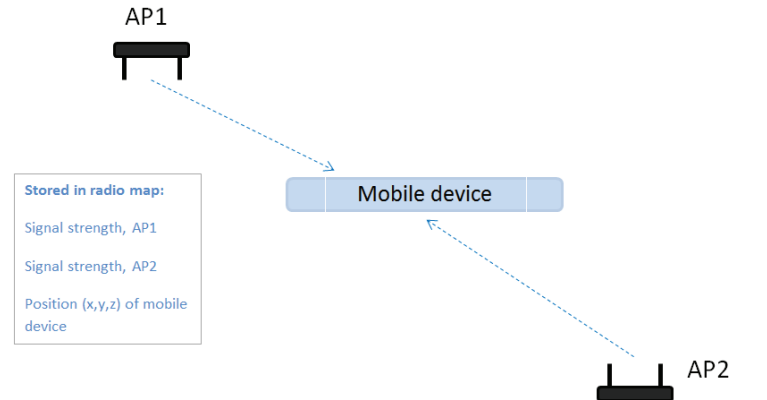 AP1
Stored in radio map:
Signal strength, AP1
Signal strength, AP2
Position (x,y,z) of mobile
device
Mobile device
AP2